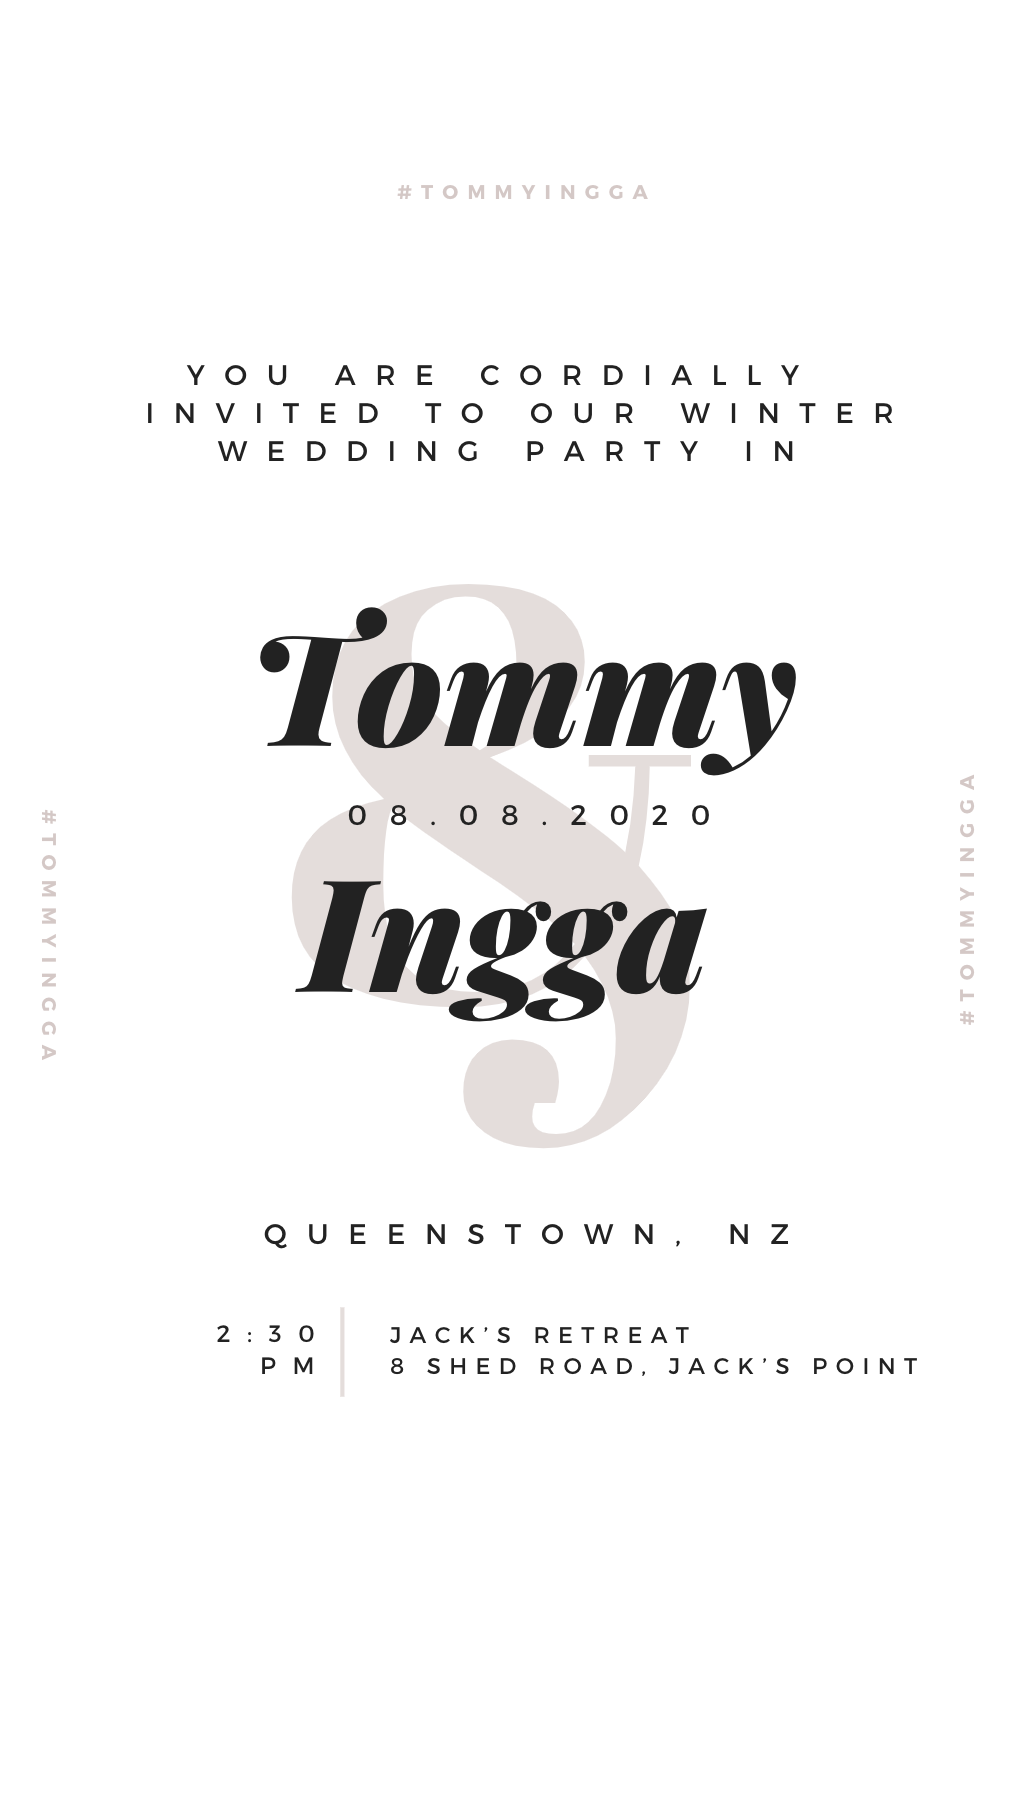 #TOMMYINGGA
YOU ARE CORDIALLY
INVITED TO OUR WINTER
WEDDING PARTY IN
&
Tommy
08.08.2020
Ingga
#TOMMYINGGA
#TOMMYINGGA
QUEENSTOWN, NZ
2:30
PM
JACK’S RETREAT
8 SHED ROAD, JACK’S POINT